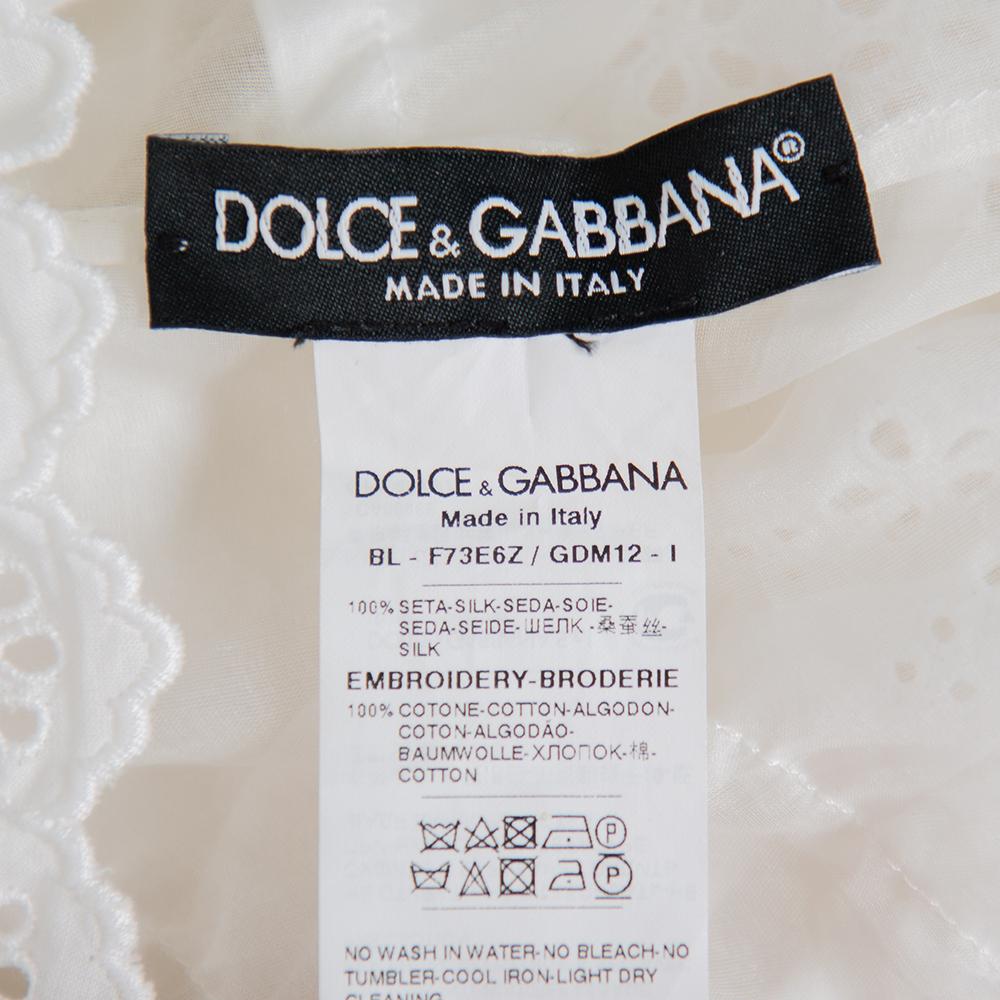 DOLCE & GABBANA®
MADE IN ITALY
DOLCE & GABBANA
Made in Italy
BL - F73E6Z / GDM12 - I
100% SETA-SILK-SEDA-SOIE-
SEDA-SEIDE-ШЕЛК -桑蚕丝-
SILK
EMBROIDERY-BRODERIE
100% COTONE-COTTON-ALGODON-
COTON-ALGODÃO-
BAUMWOLLE-ХЛОПОК-棉-
COTTON
P
P
NO WASH IN WATER-NO BLEACH-NO
TUMBLER-COOL IRON-LIGHT DRY
CLEANING